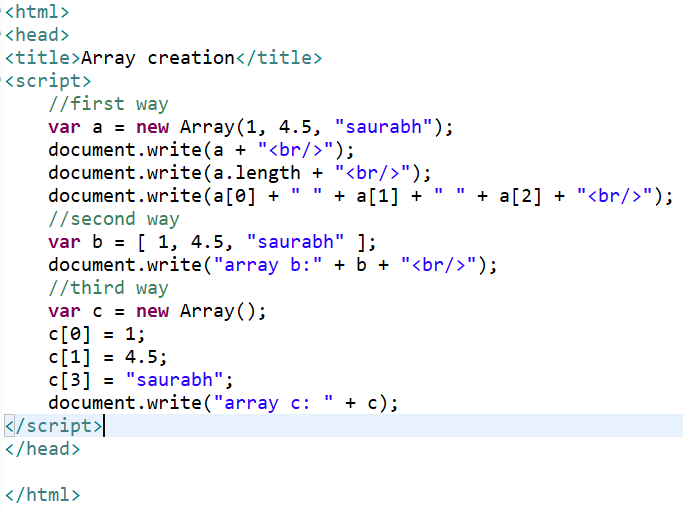 <html>
<head>
<title>Array creation</title>
<script>
    //first way
    var a = new Array(1, 4.5, "saurabh");
    document.write(a + "<br/>");
    document.write(a.length + "<br/>");
    document.write(a[0] + " " + a[1] + " " + a[2] + "<br/>");
    //second way
    var b = [ 1, 4.5, "saurabh" ];
    document.write("array b:" + b + "<br/>");
    //third way
    var c = new Array();
    c[0] = 1;
    c[1] = 4.5;
    c[3] = "saurabh";
    document.write("array c: " + c);
</script>
</head>

</html>